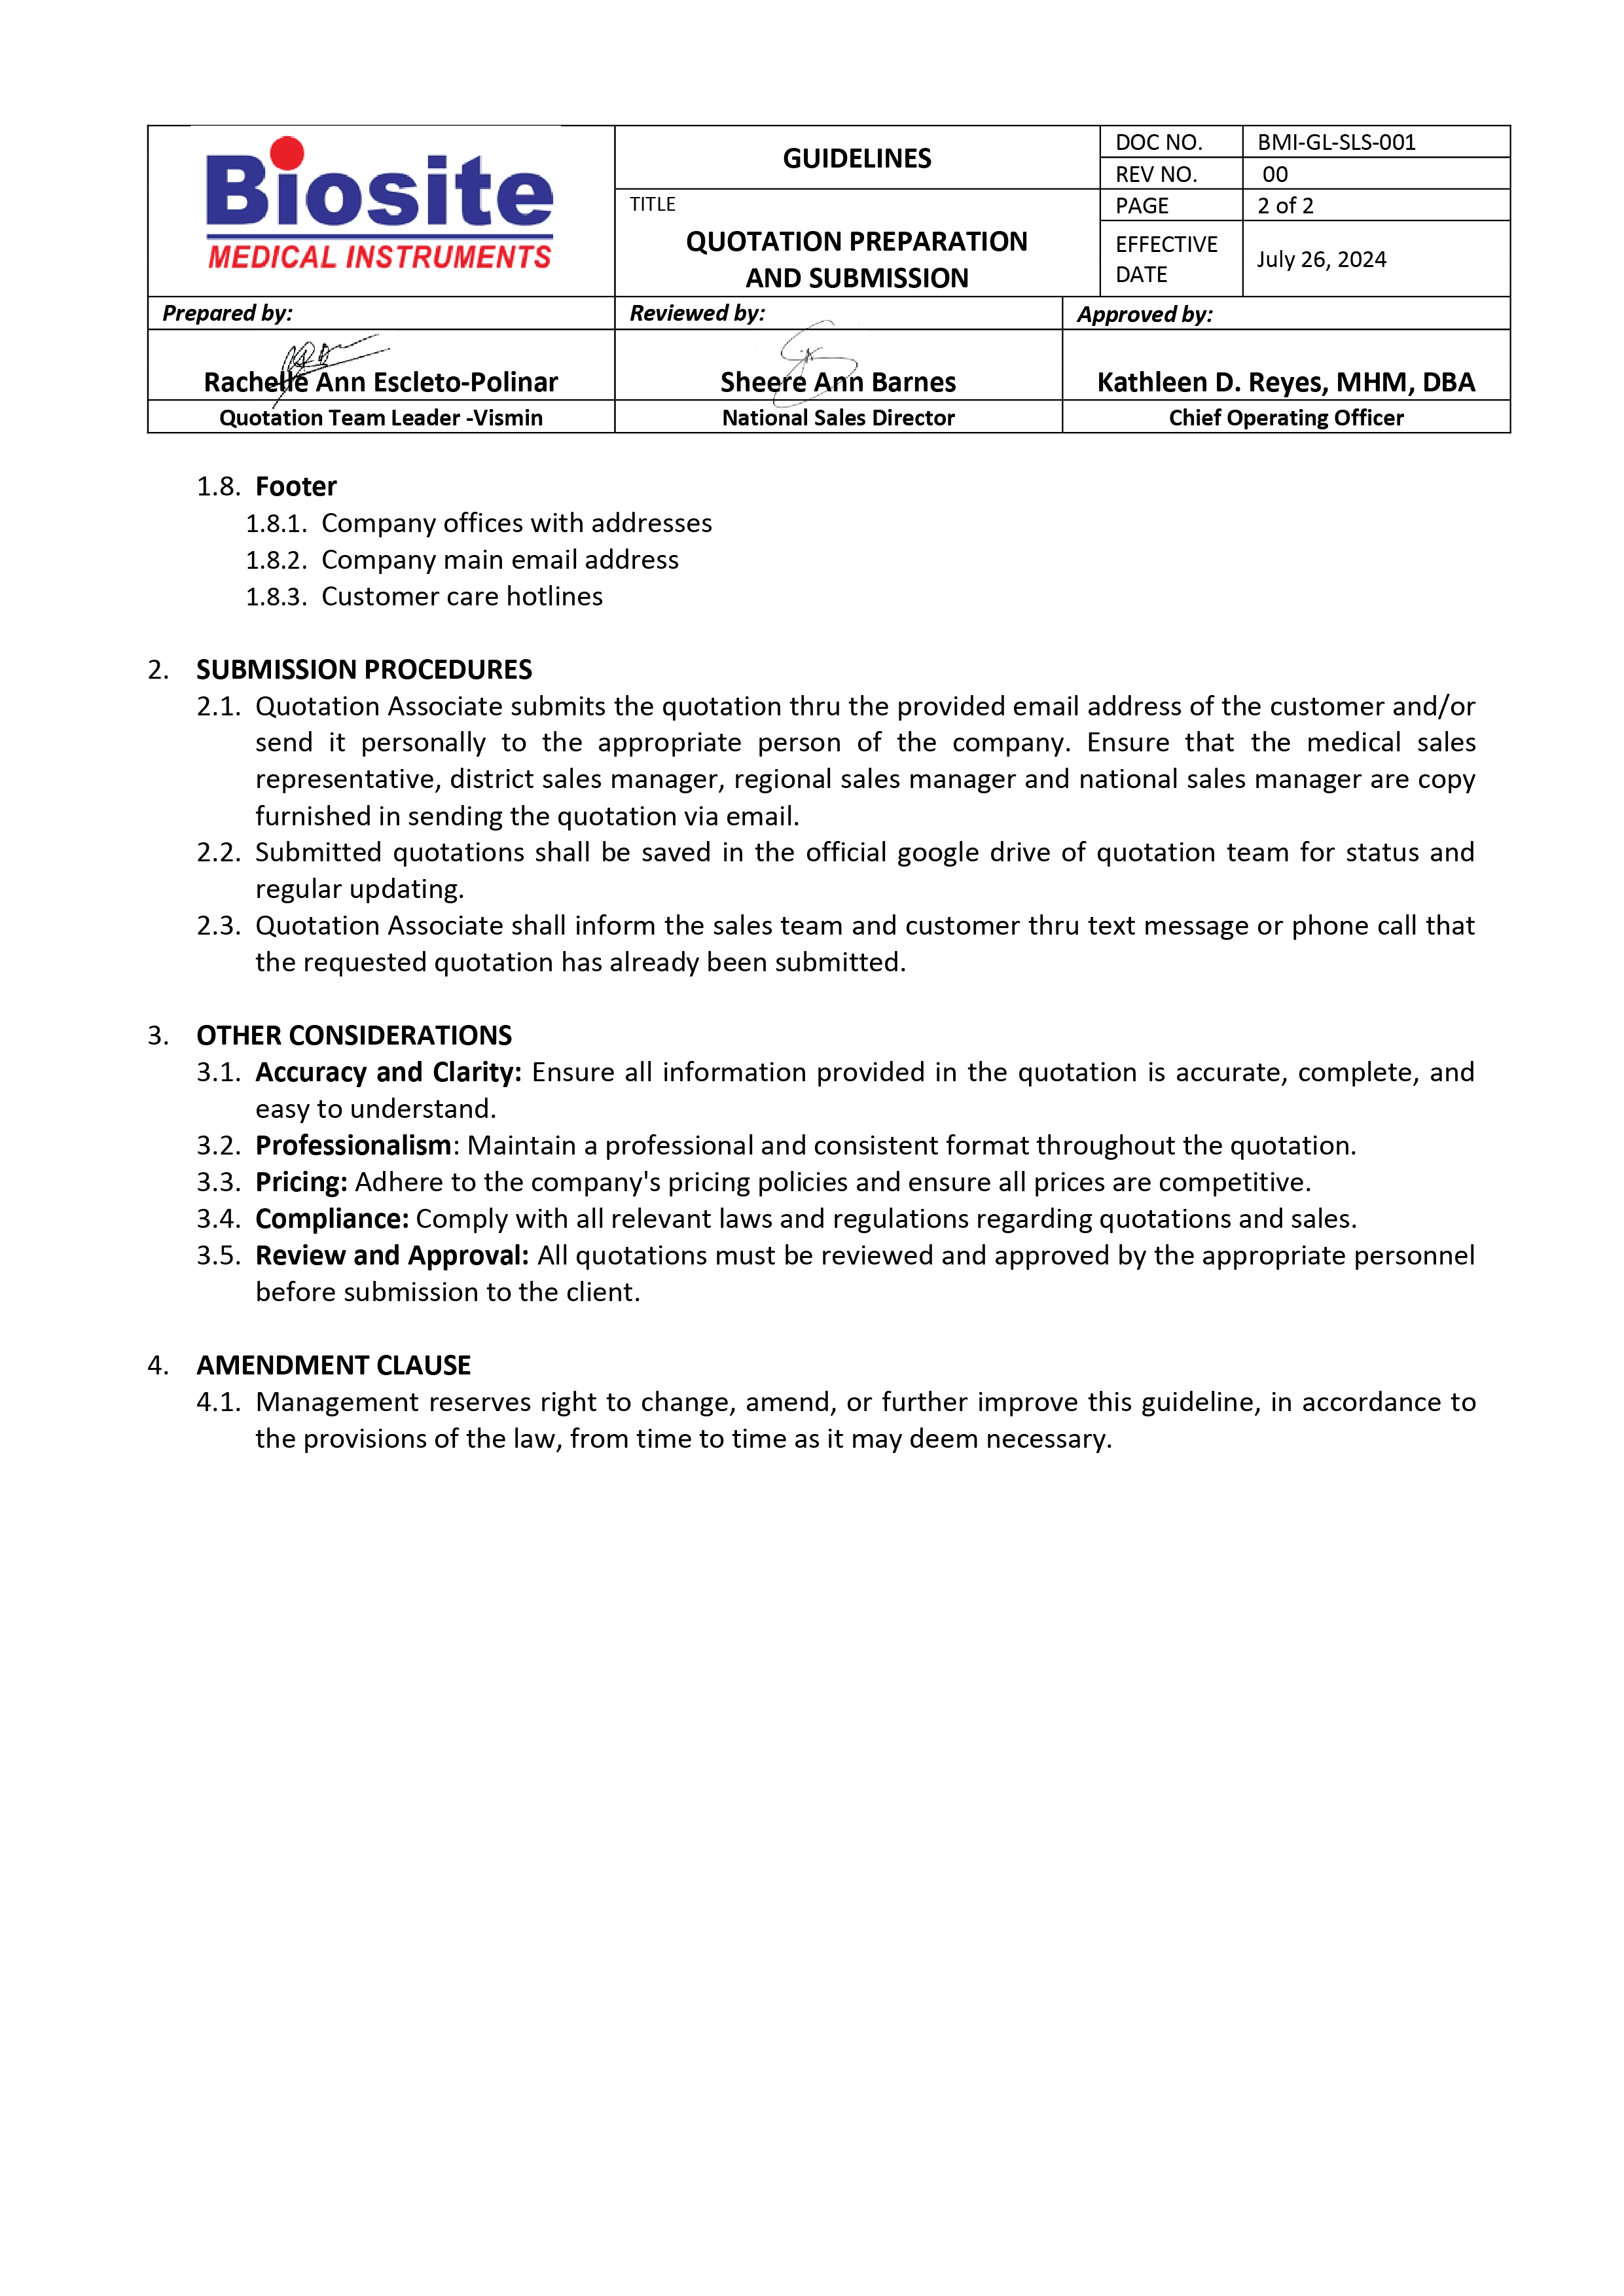 Biosite
MEDICAL INSTRUMENTS
GUIDELINES
DOC NO. BMI-GL-SLS-001
REV NO. 00
TITLE
PAGE 2 of 2
QUOTATION PREPARATION
AND SUBMISSION
EFFECTIVE
DATE
July 26, 2024
Prepared by: Reviewed by: Approved by:
Rachelle Ann Escleto-Polinar Sheere Ann Barnes Kathleen D. Reyes, MHM, DBA
Quotation Team Leader -Vismin National Sales Director Chief Operating Officer
1.8. Footer
1.8.1. Company offices with addresses
1.8.2. Company main email address
1.8.3. Customer care hotlines
2. SUBMISSION PROCEDURES
2.1. Quotation Associate submits the quotation thru the provided email address of the customer and/or
send it personally to the appropriate person of the company. Ensure that the medical sales
representative, district sales manager, regional sales manager and national sales manager are copy
furnished in sending the quotation via email.
2.2. Submitted quotations shall be saved in the official google drive of quotation team for status and
regular updating.
2.3. Quotation Associate shall inform the sales team and customer thru text message or phone call that
the requested quotation has already been submitted.
3. OTHER CONSIDERATIONS
3.1. Accuracy and Clarity: Ensure all information provided in the quotation is accurate, complete, and
easy to understand.
3.2. Professionalism: Maintain a professional and consistent format throughout the quotation.
3.3. Pricing: Adhere to the company's pricing policies and ensure all prices are competitive.
3.4. Compliance: Comply with all relevant laws and regulations regarding quotations and sales.
3.5. Review and Approval: All quotations must be reviewed and approved by the appropriate personnel
before submission to the client.
4. AMENDMENT CLAUSE
4.1. Management reserves right to change, amend, or further improve this guideline, in accordance to
the provisions of the law, from time to time as it may deem necessary.